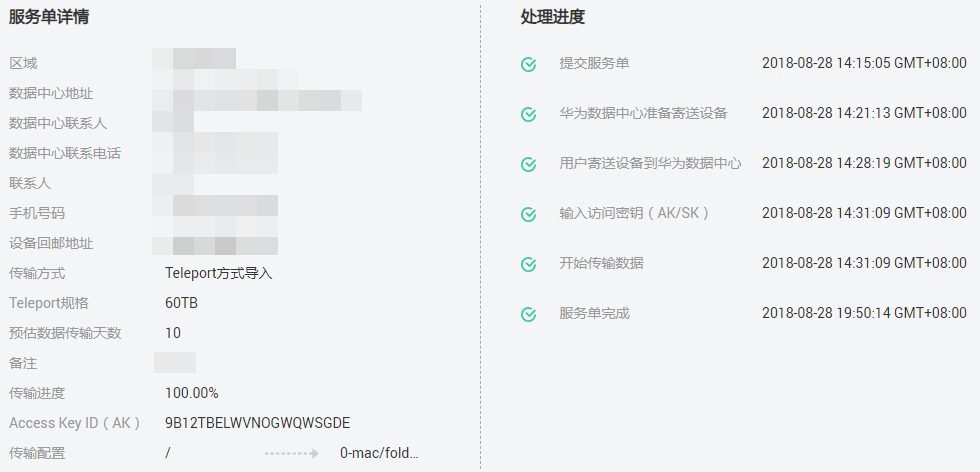 服务单详情
区域
数据中心地址
数据中心联系人
数据中心联系电话
联系人
手机号码
设备回邮地址
传输方式 Teleport方式导入
Teleport规格 60TB
预估数据传输天数 10
备注
传输进度 100.00%
Access Key ID（AK） 9B12TBELWVNOGWQWSGDE
传输配置 / 0-mac/fold...
处理进度
提交服务单 2018-08-28 14:15:05 GMT+08:00
华为数据中心准备寄送设备 2018-08-28 14:21:13 GMT+08:00
用户寄送设备到华为数据中心 2018-08-28 14:28:19 GMT+08:00
输入访问密钥（AK/SK） 2018-08-28 14:31:09 GMT+08:00
开始传输数据 2018-08-28 14:31:09 GMT+08:00
服务单完成 2018-08-28 19:50:14 GMT+08:00